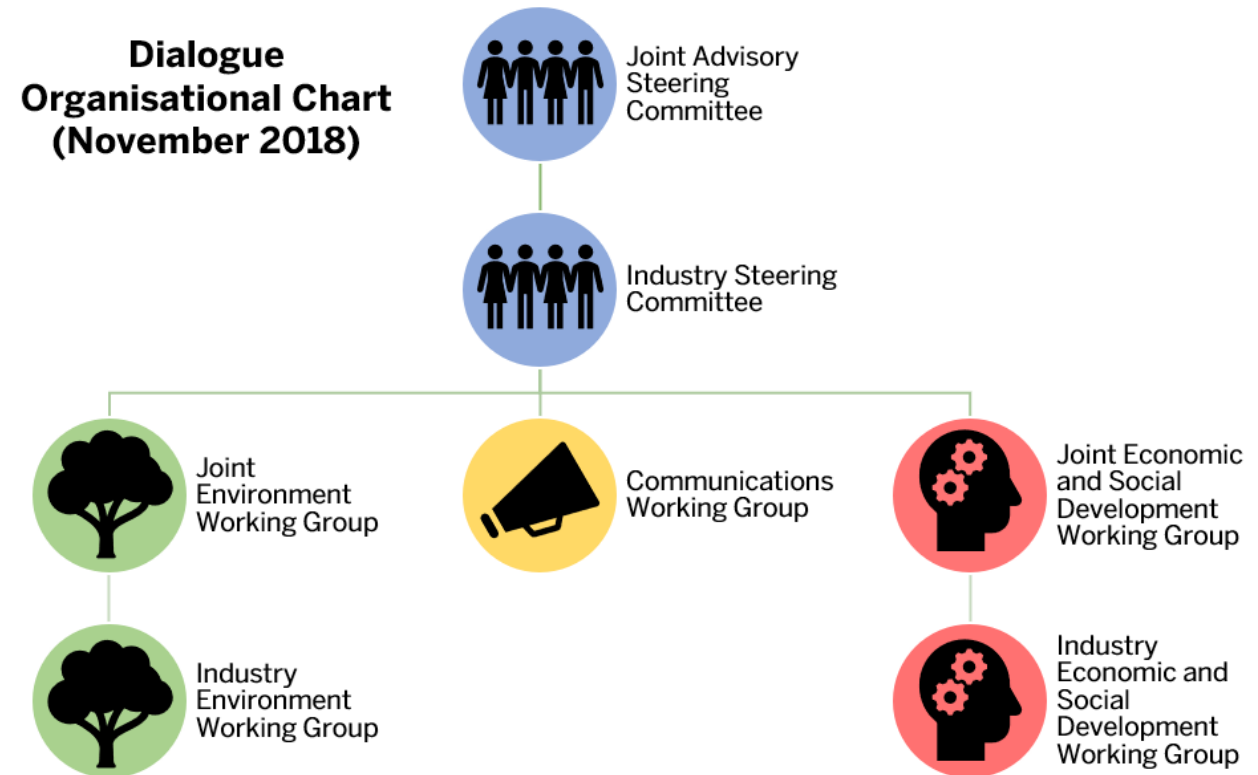 Dialogue
Organisational Chart
(November 2018)
Joint Advisory
Steering
Committee
Industry Steering
Committee
Joint
Environment
Working Group
Communications
Working Group
Joint Economic
and Social
Development
Working Group
Industry
Environment
Working Group
Industry
Economic and
Social
Development
Working Group